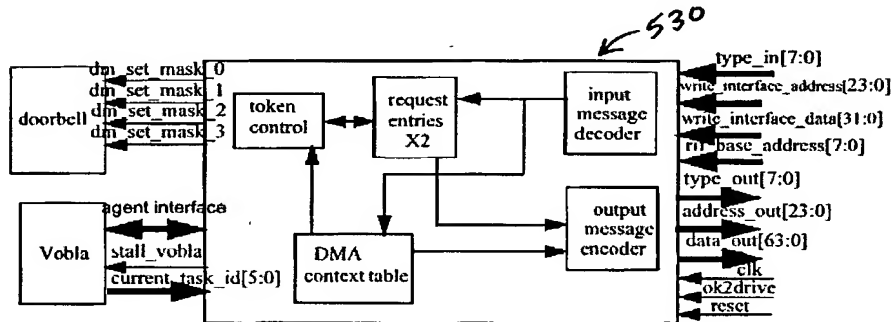 530
dm_set_mask_0
dm_set_mask_1
dm_set_mask_2
dm_set_mask_3
doorbell
token
control
request
entries
X2
input
message
decoder
type_in[7:0]
write_interface_address[23:0]
write_interface_data[31:0]
rif_base_address[7:0]
type_out[7:0]
address_out[23:0]
data_out[63:0]
clk
ok2drive
reset
agent interface
Vobla
stall_vobla
current_task_id[5:0]
DMA
context table
output
message
encoder